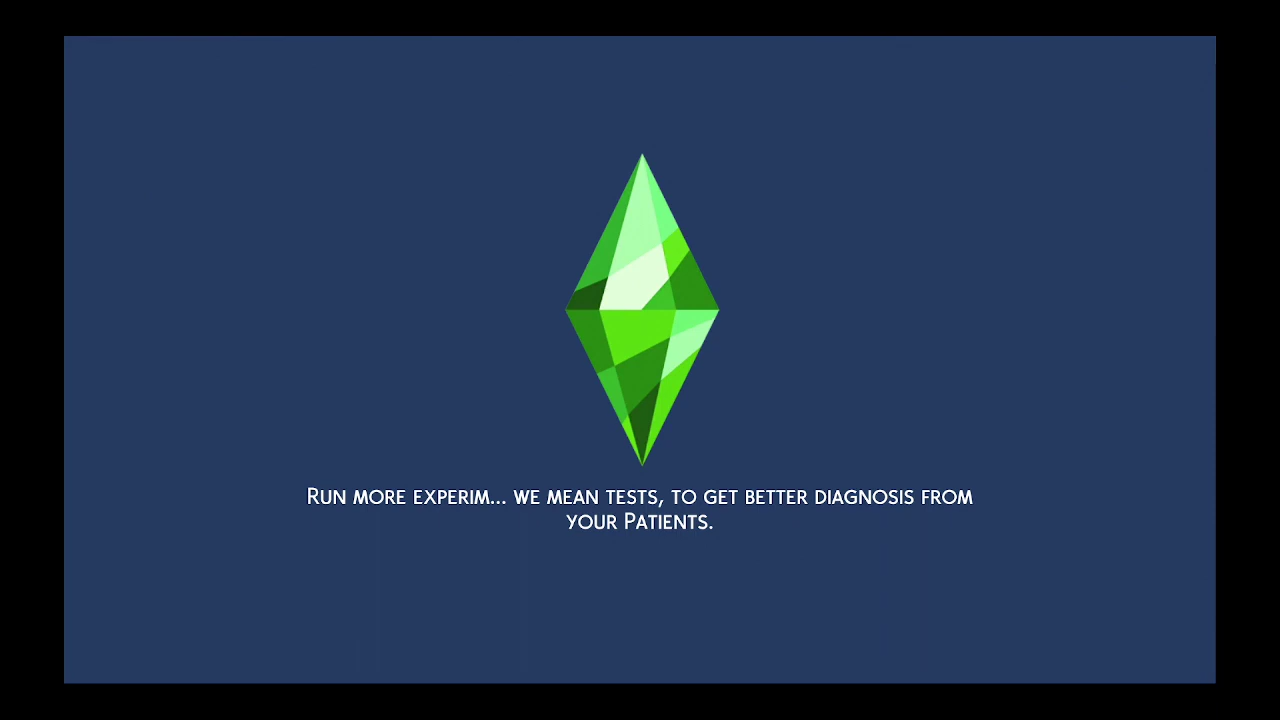 Run more experim... we mean tests, to get better diagnosis from
your Patients.